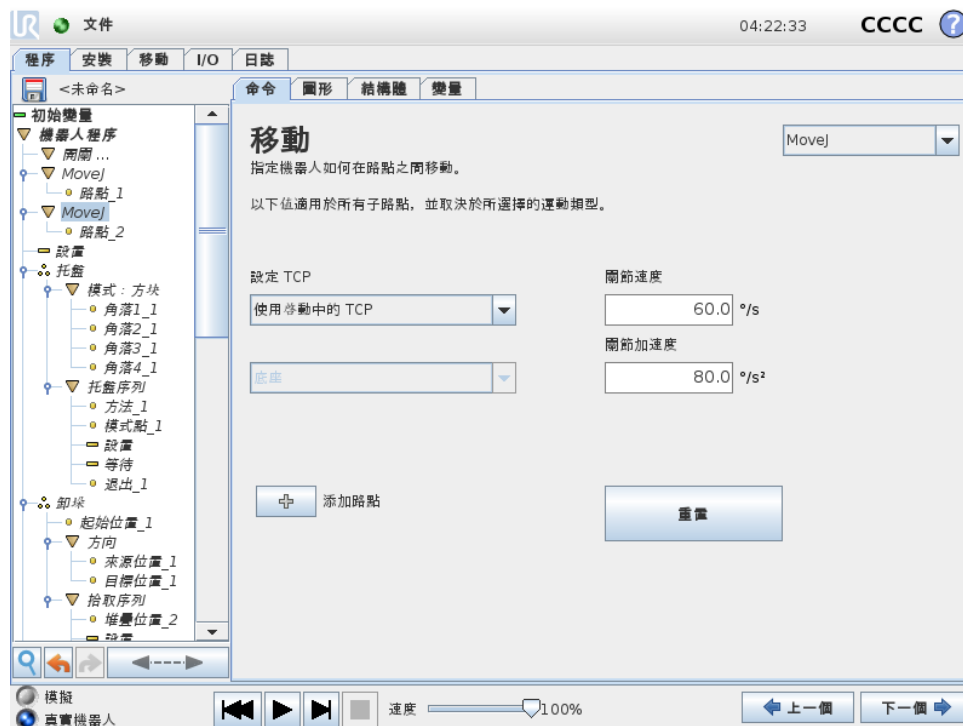 UR 文件 04:22:33 CCCC ?
程序 安裝 移動 I/O 日誌
<未命名> 命令 圖形 結構體 變量
初始變量
機器人程序
開關 ...
MoveJ
路點_1
MoveJ
路點_2
設置
托盤
模式：方块
角落1_1
角落2_1
角落3_1
角落4_1
托盤序列
方法_1
模式點_1
設置
等待
退出_1
卸垛
起始位置_1
方向
來源位置_1
目標位置_1
拾取序列
堆疊位置_2
設置
移動 MoveJ
指定機器人如何在路點之間移動。
以下值適用於所有子路點，並取決於所選擇的運動類型。
設定 TCP 關節速度
使用啓動中的 TCP 60.0 °/s
關節加速度
底座 80.0 °/s²
添加路點 重置
模擬
真實機器人
速度 100% 上一個 下一個